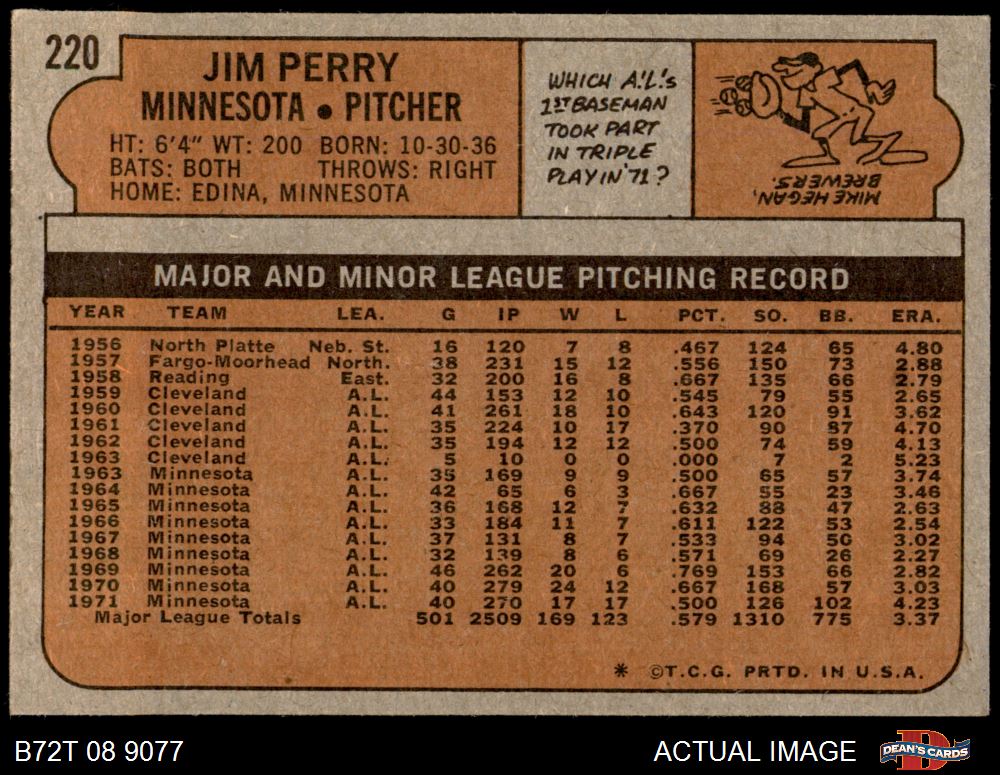 220
JIM PERRY
MINNESOTA • PITCHER
HT: 6'4" WT: 200 BORN: 10-30-36
BATS: BOTH THROWS: RIGHT
HOME: EDINA, MINNESOTA
WHICH A.L.'s
1ST BASEMAN
TOOK PART
IN TRIPLE
PLAY IN '71?
MIKE HEGAN,
BREWERS.
MAJOR AND MINOR LEAGUE PITCHING RECORD
YEAR TEAM LEA. G IP W L PCT. SO. BB. ERA.
1956 North Platte Neb. St. 16 120 7 8 .467 124 65 4.80
1957 Fargo-Moorhead North. 38 231 15 12 .556 150 73 2.88
1958 Reading East. 32 200 16 8 .667 135 66 2.79
1959 Cleveland A.L. 44 153 12 10 .545 79 55 2.65
1960 Cleveland A.L. 41 261 18 10 .643 120 91 3.62
1961 Cleveland A.L. 35 224 10 17 .370 90 87 4.70
1962 Cleveland A.L. 35 194 12 12 .500 74 59 4.13
1963 Cleveland A.L. 5 10 0 0 .000 7 2 5.23
1963 Minnesota A.L. 35 169 9 9 .500 65 57 3.74
1964 Minnesota A.L. 42 65 6 3 .667 55 23 3.46
1965 Minnesota A.L. 36 168 12 7 .632 88 47 2.63
1966 Minnesota A.L. 33 184 11 7 .611 122 53 2.54
1967 Minnesota A.L. 37 131 8 7 .533 94 50 3.02
1968 Minnesota A.L. 32 139 8 6 .571 69 26 2.27
1969 Minnesota A.L. 46 262 20 6 .769 153 66 2.82
1970 Minnesota A.L. 40 279 24 12 .667 168 57 3.03
1971 Minnesota A.L. 40 270 17 17 .500 126 102 4.23
Major League Totals 501 2509 169 123 .579 1310 775 3.37
* ©T.C.G. PRTD. IN U.S.A.
B72T 08 9077 ACTUAL IMAGE
DEAN'S CARDS